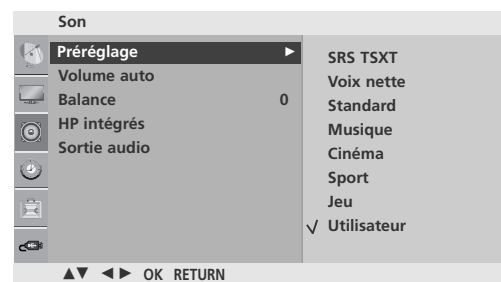 Son
Préréglage ►
Volume auto
Balance 0
HP intégrés
Sortie audio
SRS TSXT
Voix nette
Standard
Musique
Cinéma
Sport
Jeu
√ Utilisateur
▲▼ ◄► OK RETURN